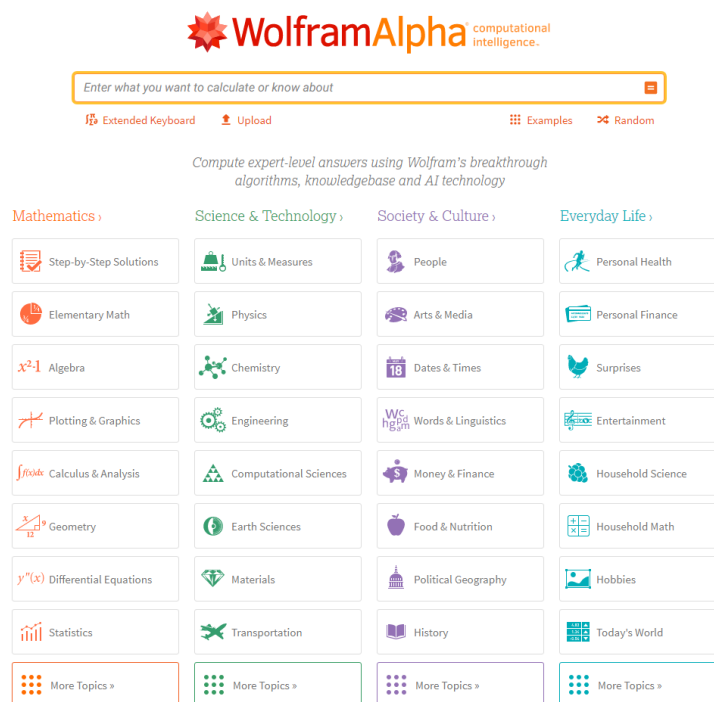 WolframAlpha computational intelligence™
Enter what you want to calculate or know about
Extended Keyboard Upload Examples Random
Compute expert-level answers using Wolfram's breakthrough
algorithms, knowledgebase and AI technology
Mathematics ›
Step-by-Step Solutions
Elementary Math
x²-1 Algebra
Plotting & Graphics
∫f(x)dx Calculus & Analysis
x 9 12 Geometry
y″(x) Differential Equations
Statistics
More Topics »
Science & Technology ›
Units & Measures
Physics
Chemistry
Engineering
Computational Sciences
Earth Sciences
Materials
Transportation
More Topics »
Society & Culture ›
People
Arts & Media
18 Dates & Times
Words & Linguistics
$ Money & Finance
Food & Nutrition
Political Geography
History
More Topics »
Everyday Life ›
Personal Health
Personal Finance
Surprises
Entertainment
Household Science
Household Math
Hobbies
Today's World
More Topics »